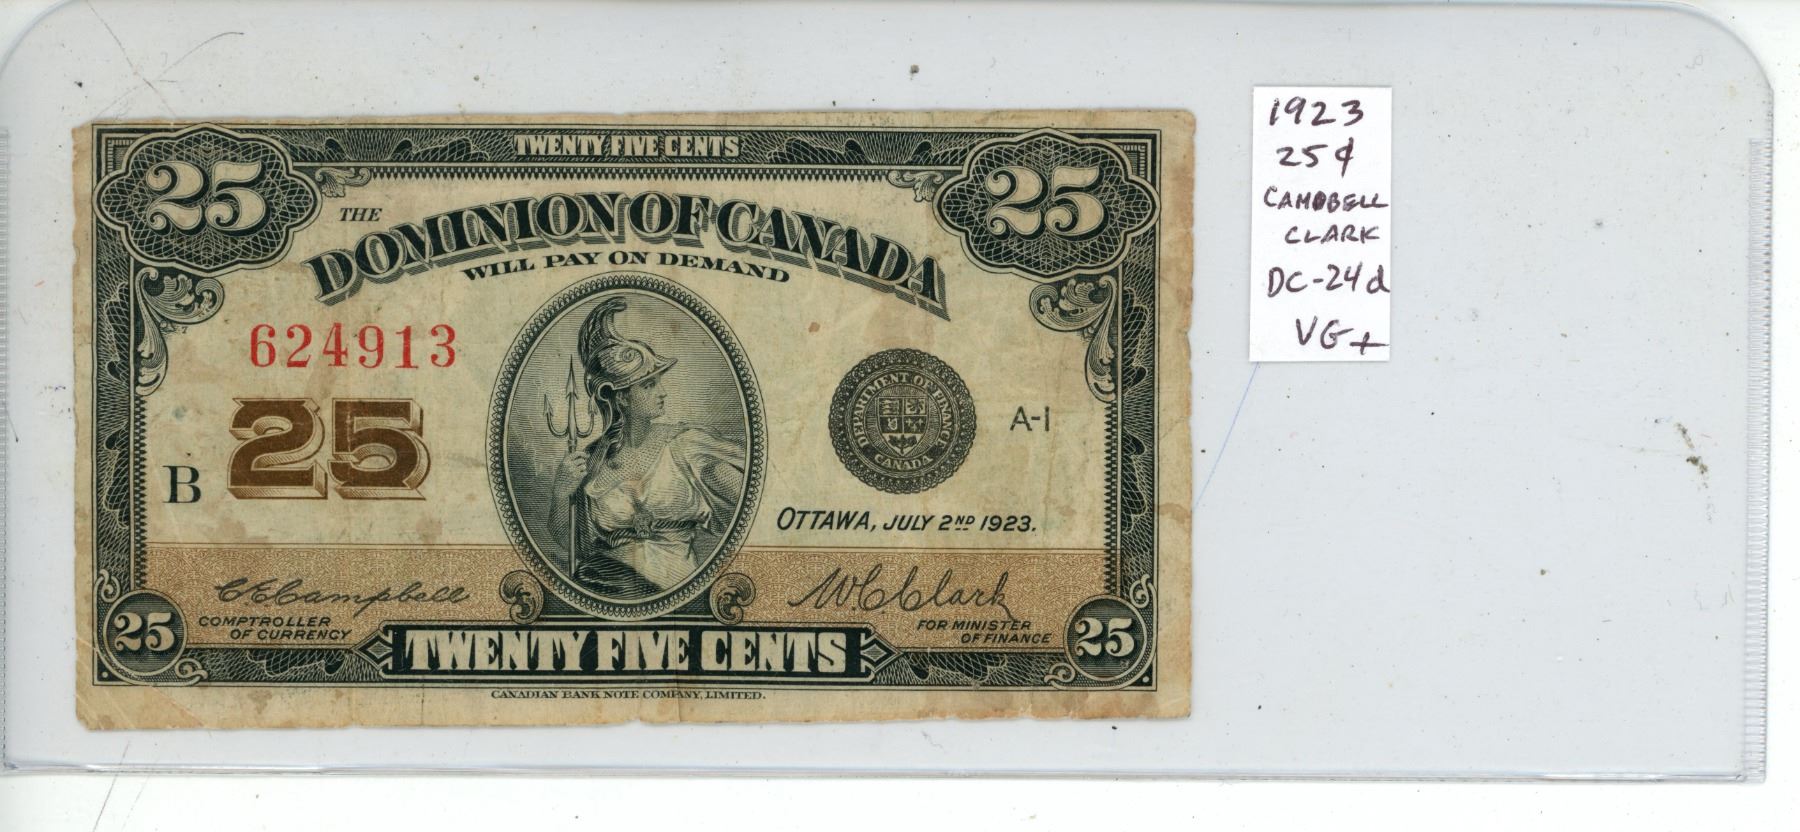 TWENTY FIVE CENTS
25
25
THE
DOMINION OF CANADA
WILL PAY ON DEMAND
624913
25
B
DEPARTMENT OF FINANCE
CANADA
A-1
OTTAWA, JULY 2ND 1923.
C E Campbell
COMPTROLLER
OF CURRENCY
W C Clark
FOR MINISTER
OF FINANCE
25
TWENTY FIVE CENTS
25
CANADIAN BANK NOTE COMPANY, LIMITED.
1923
25¢
CAMPBELL
CLARK
DC-24d
VG+